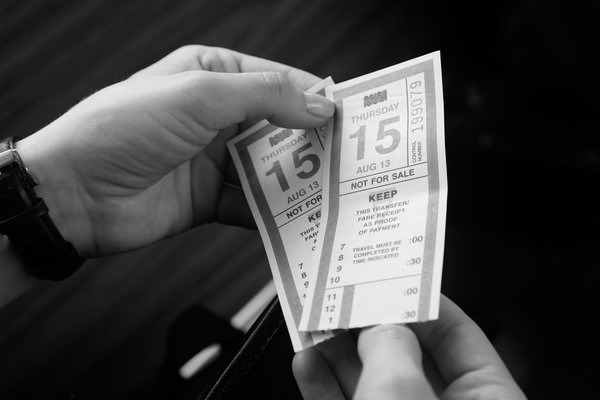 THURSDAY
15
AUG 13
CONTROL NUMBER 199079
NOT FOR SALE
KEEP
THIS TRANSFER/
FARE RECEIPT
AS PROOF
OF PAYMENT
7 TRAVEL MUST BE :00
8 COMPLETED BY
9 TIME INDICATED :30
10
11 :00
12
1 :30
THURSDAY
15
AUG 13
NOT FOR
KE
THIS T
FAR
7
8
9
10